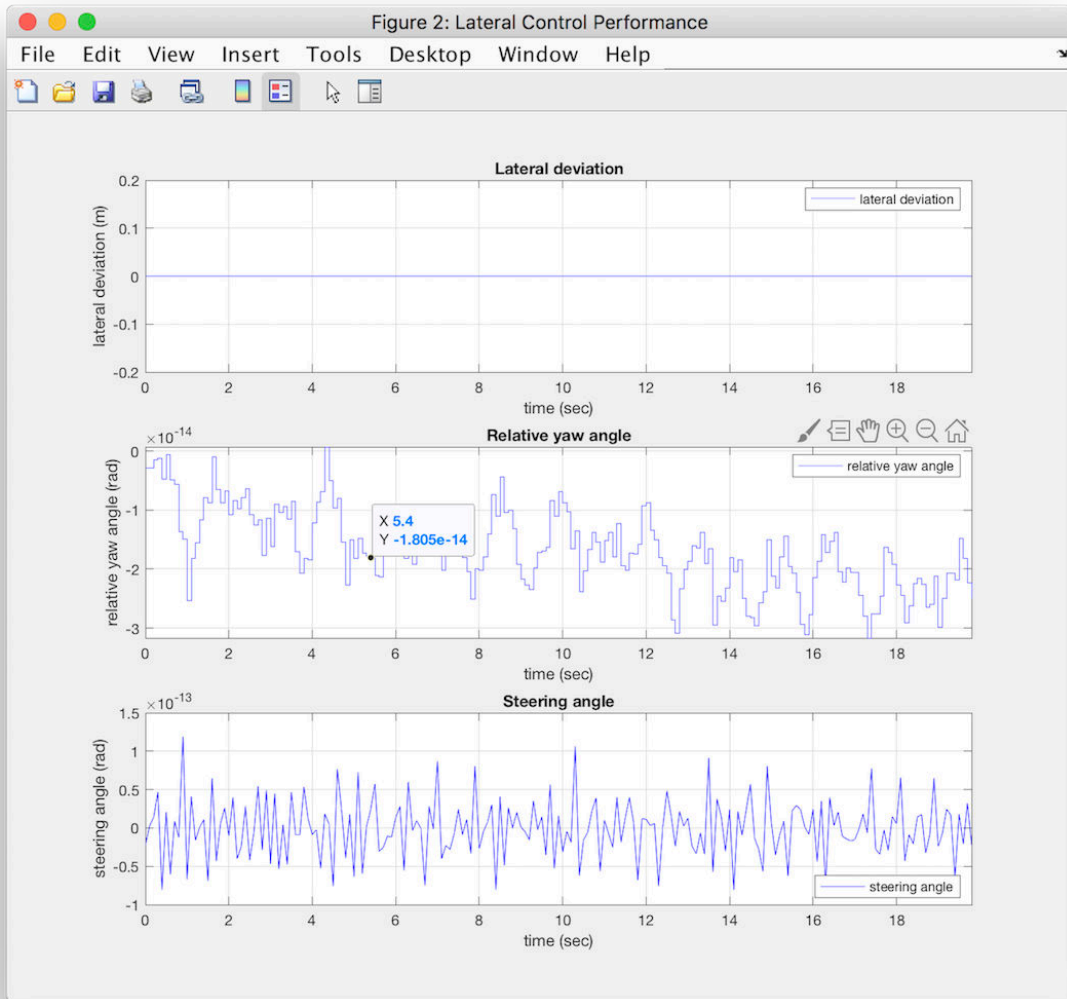 Figure 2: Lateral Control Performance
File Edit View Insert Tools Desktop Window Help
Lateral deviation
lateral deviation (m)
0.2
0.1
0
-0.1
-0.2
lateral deviation
0 2 4 6 8 10 12 14 16 18
time (sec)
×10-14
Relative yaw angle
relative yaw angle (rad)
0
-1
-2
-3
relative yaw angle
X 5.4
Y -1.805e-14
0 2 4 6 8 10 12 14 16 18
time (sec)
×10-13
Steering angle
steering angle (rad)
1.5
1
0.5
0
-0.5
-1
steering angle
0 2 4 6 8 10 12 14 16 18
time (sec)